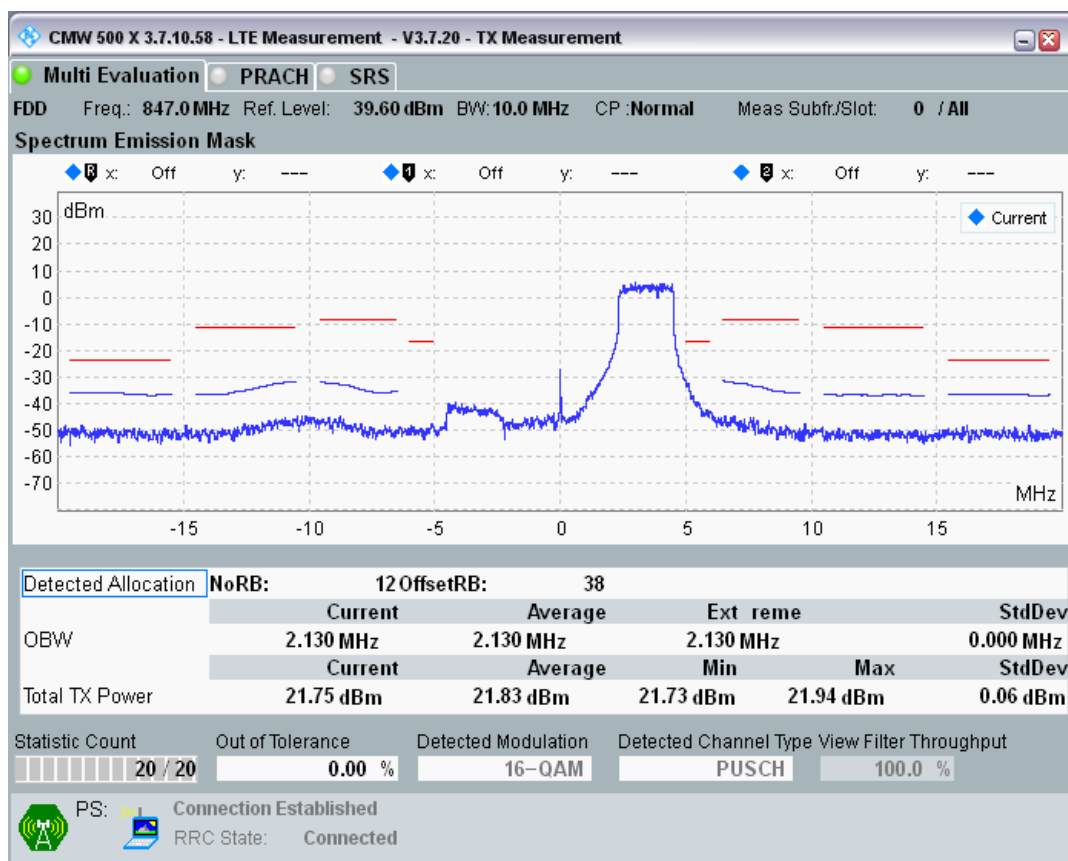 CMW 500 X 3.7.10.58 - LTE Measurement - V3.7.20 - TX Measurement
Multi Evaluation PRACH SRS
FDD Freq.: 847.0 MHz Ref. Level: 39.60 dBm BW: 10.0 MHz CP :Normal Meas Subfr./Slot: 0 / All
Spectrum Emission Mask
R x: Off y: --- 1 x: Off y: --- 2 x: Off y: ---
dBm
Current
30
20
10
0
-10
-20
-30
-40
-50
-60
-70
MHz
-15 -10 -5 0 5 10 15
Detected Allocation NoRB: 12 OffsetRB: 38
Current Average Ext reme StdDev
OBW 2.130 MHz 2.130 MHz 2.130 MHz 0.000 MHz
Current Average Min Max StdDev
Total TX Power 21.75 dBm 21.83 dBm 21.73 dBm 21.94 dBm 0.06 dBm
Statistic Count Out of Tolerance Detected Modulation Detected Channel Type View Filter Throughput
20 / 20 0.00 % 16-QAM PUSCH 100.0 %
PS: Connection Established
RRC State: Connected